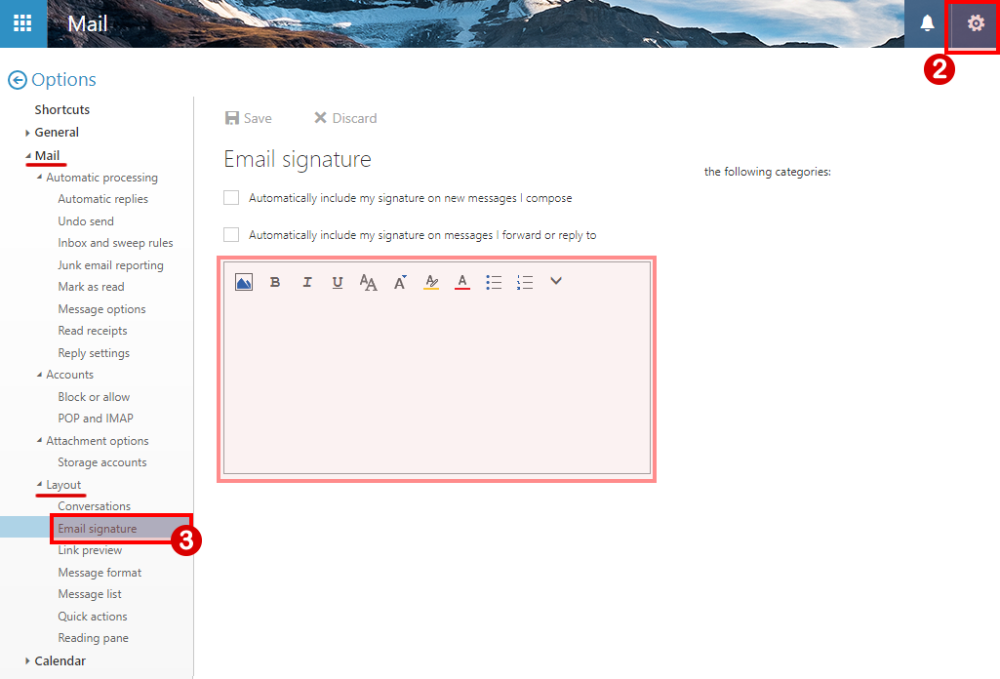 Mail
2
Options
Shortcuts
General
Mail
Automatic processing
Automatic replies
Undo send
Inbox and sweep rules
Junk email reporting
Mark as read
Message options
Read receipts
Reply settings
Accounts
Block or allow
POP and IMAP
Attachment options
Storage accounts
Layout
Conversations
Email signature
3
Link preview
Message format
Message list
Quick actions
Reading pane
Calendar
Save Discard
Email signature
the following categories:
Automatically include my signature on new messages I compose
Automatically include my signature on messages I forward or reply to
B I U AA A A A